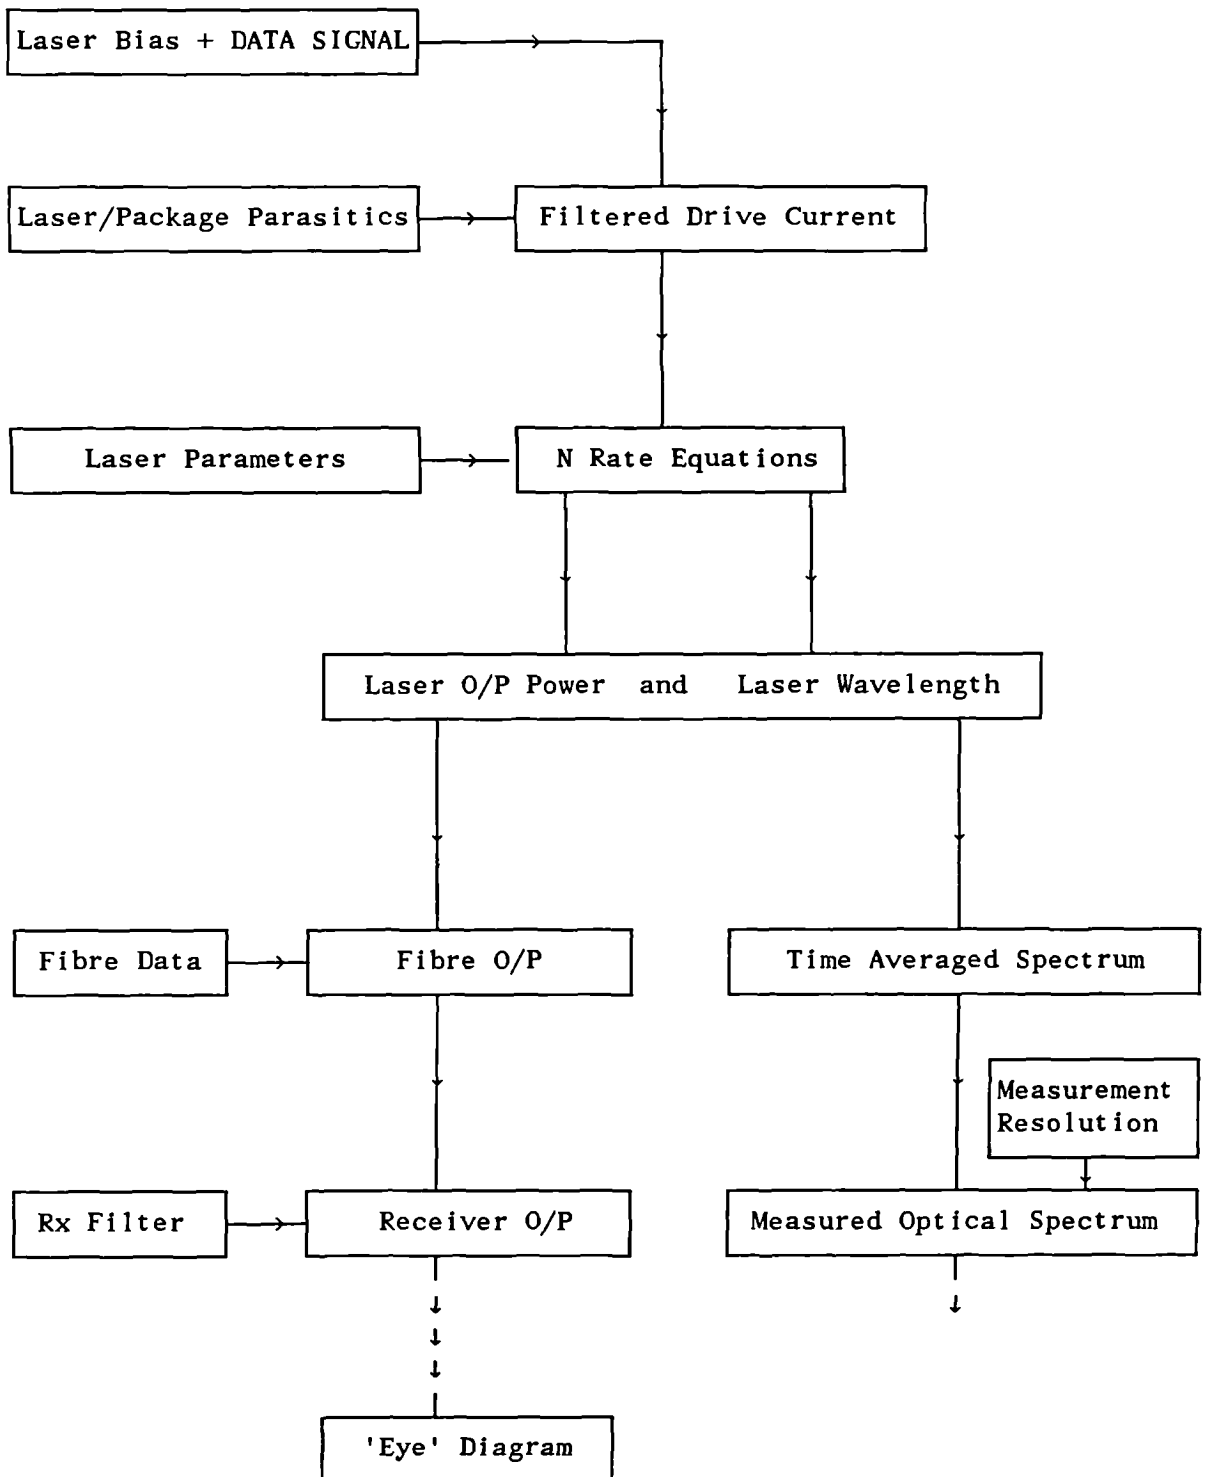 Laser Bias + DATA SIGNAL
Laser/Package Parasitics
Filtered Drive Current
Laser Parameters
N Rate Equations
Laser O/P Power and Laser Wavelength
Fibre Data
Fibre O/P
Time Averaged Spectrum
Measurement
Resolution
Rx Filter
Receiver O/P
Measured Optical Spectrum
'Eye' Diagram